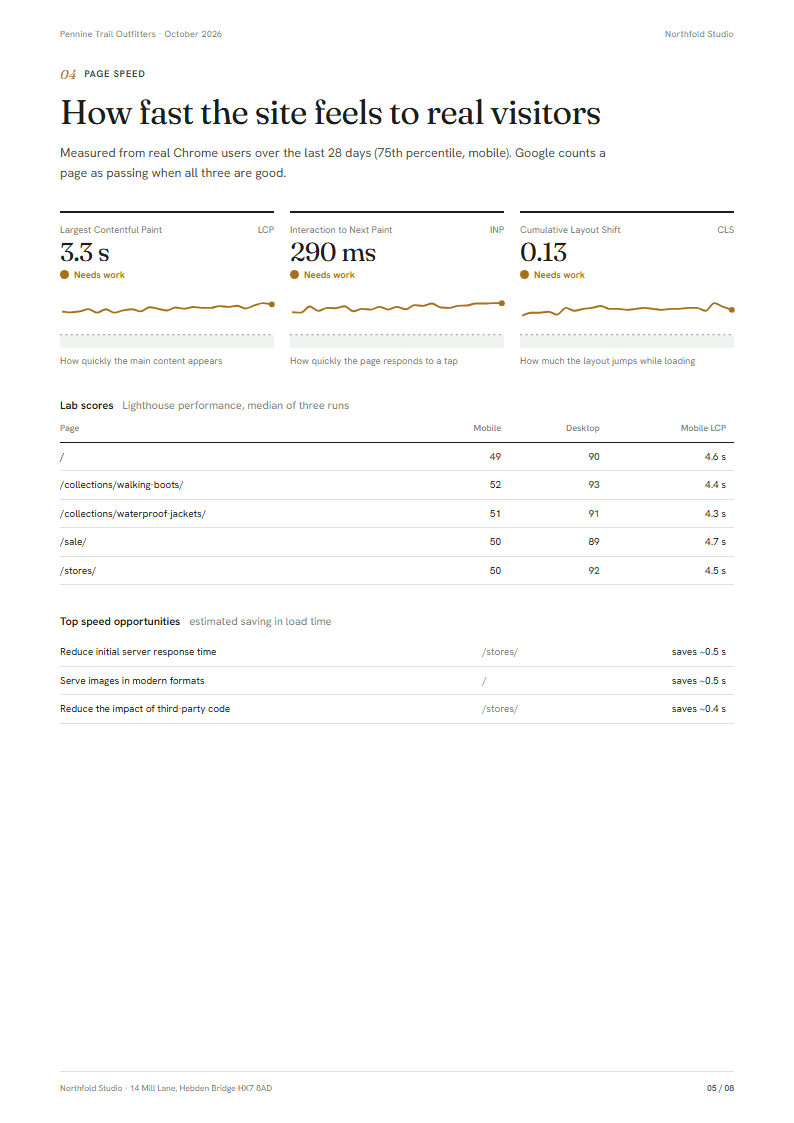 Pennine Trail Outfitters · October 2026 Northfold Studio
04 PAGE SPEED
How fast the site feels to real visitors
Measured from real Chrome users over the last 28 days (75th percentile, mobile). Google counts a
page as passing when all three are good.
Largest Contentful Paint LCP
3.3 s
Needs work
How quickly the main content appears
Interaction to Next Paint INP
290 ms
Needs work
How quickly the page responds to a tap
Cumulative Layout Shift CLS
0.13
Needs work
How much the layout jumps while loading
Lab scores Lighthouse performance, median of three runs
Page Mobile Desktop Mobile LCP
/ 49 90 4.6 s
/collections/walking-boots/ 52 93 4.4 s
/collections/waterproof-jackets/ 51 91 4.3 s
/sale/ 50 89 4.7 s
/stores/ 50 92 4.5 s
Top speed opportunities estimated saving in load time
Reduce initial server response time /stores/ saves ~0.5 s
Serve images in modern formats / saves ~0.5 s
Reduce the impact of third-party code /stores/ saves ~0.4 s
Northfold Studio · 14 Mill Lane, Hebden Bridge HX7 8AD 05 / 08